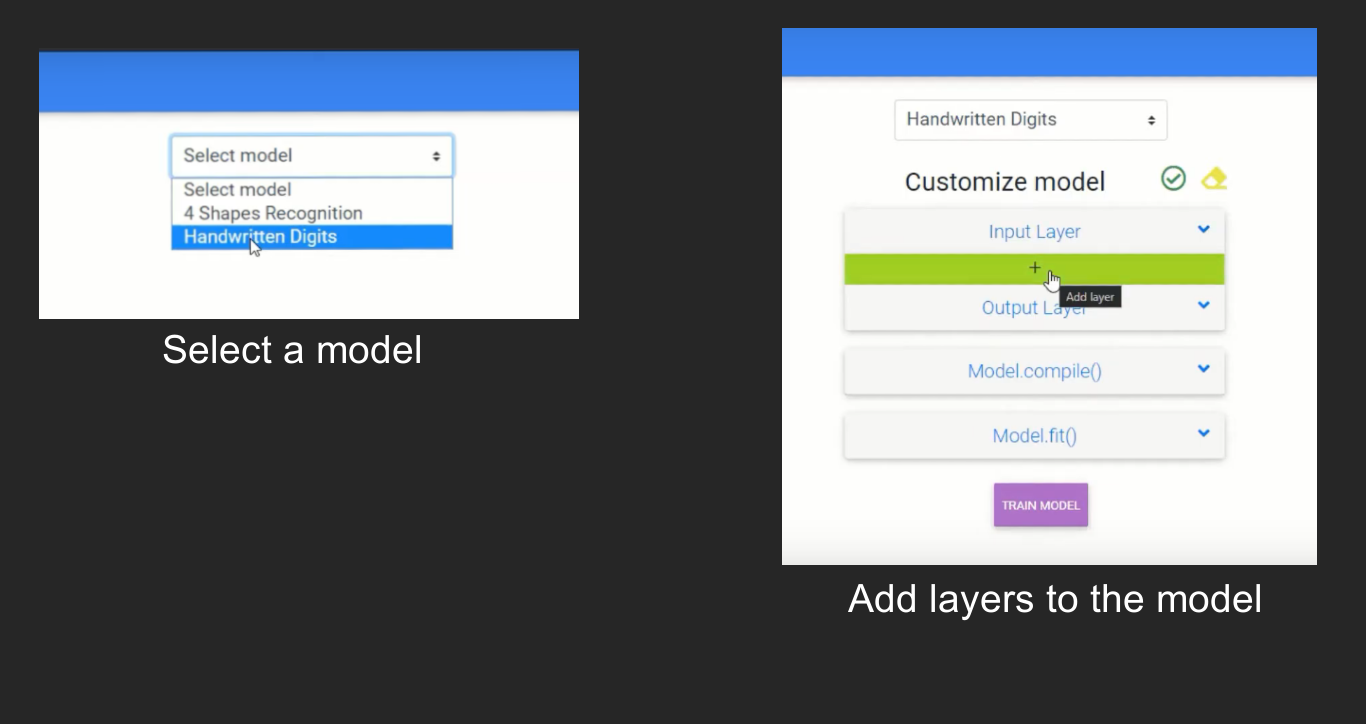 Select model
Select model
4 Shapes Recognition
Handwritten Digits
Select a model
Handwritten Digits
Customize model
Input Layer
+
Add layer
Output Layer
Model.compile()
Model.fit()
TRAIN MODEL
Add layers to the model